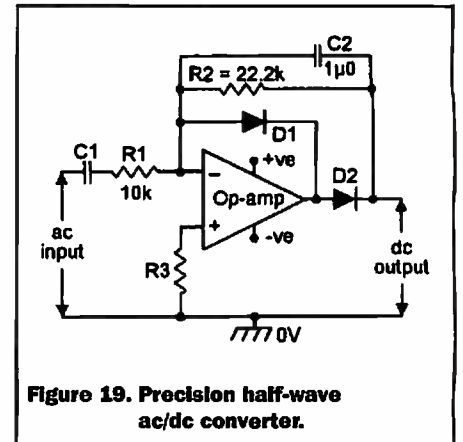 C2
1µ0
R2 = 22.2k
D1
C1
R1
10k
–
+ve
Op-amp
D2
+
-ve
ac
input
R3
dc
output
0V
Figure 19. Precision half-wave
ac/dc converter.